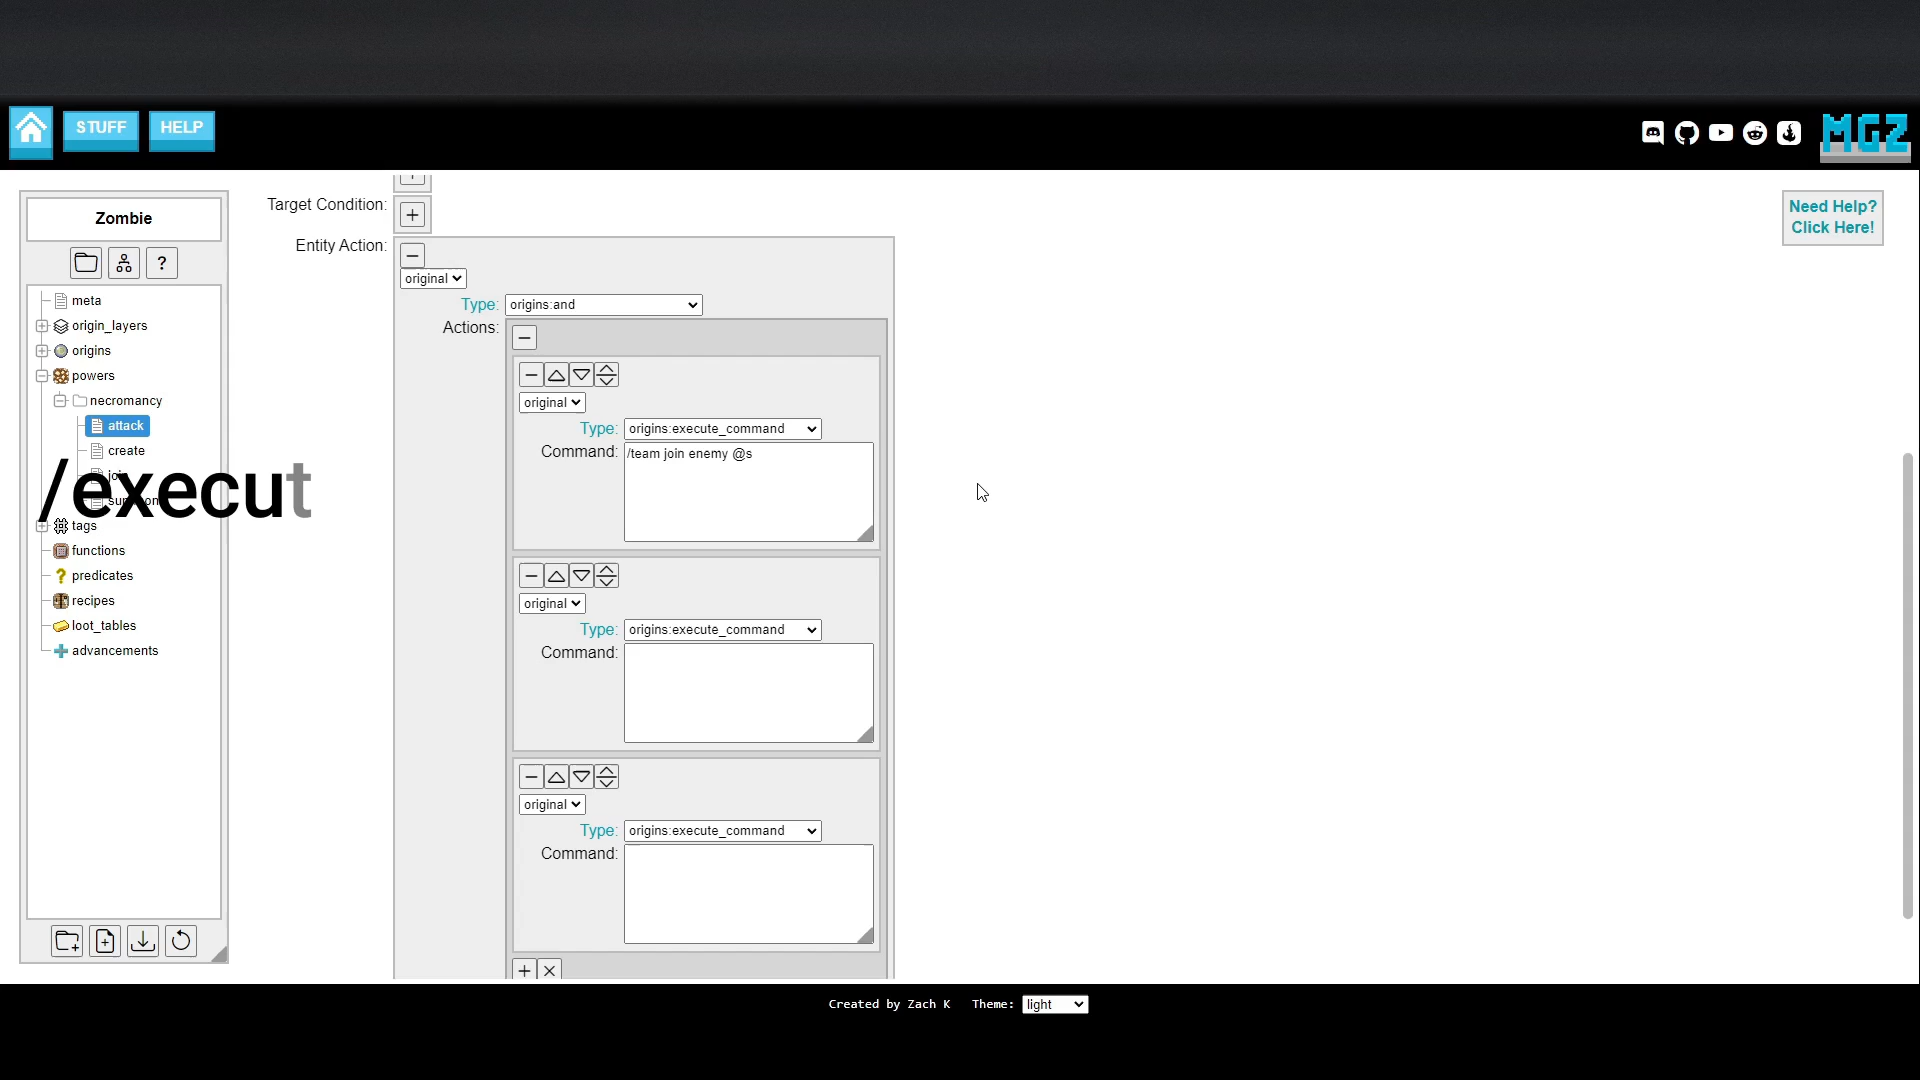 STUFF
HELP
MGZ
Zombie
?
meta
origin_layers
origins
powers
necromancy
attack
create
/execut
tags
functions
predicates
recipes
loot_tables
advancements
Target Condition:
Entity Action:
original
Type: origins:and
Actions:
original
Type: origins:execute_command
Command: /team join enemy @s
original
Type: origins:execute_command
Command:
original
Type: origins:execute_command
Command:
Need Help?
Click Here!
Created by Zach K Theme: light